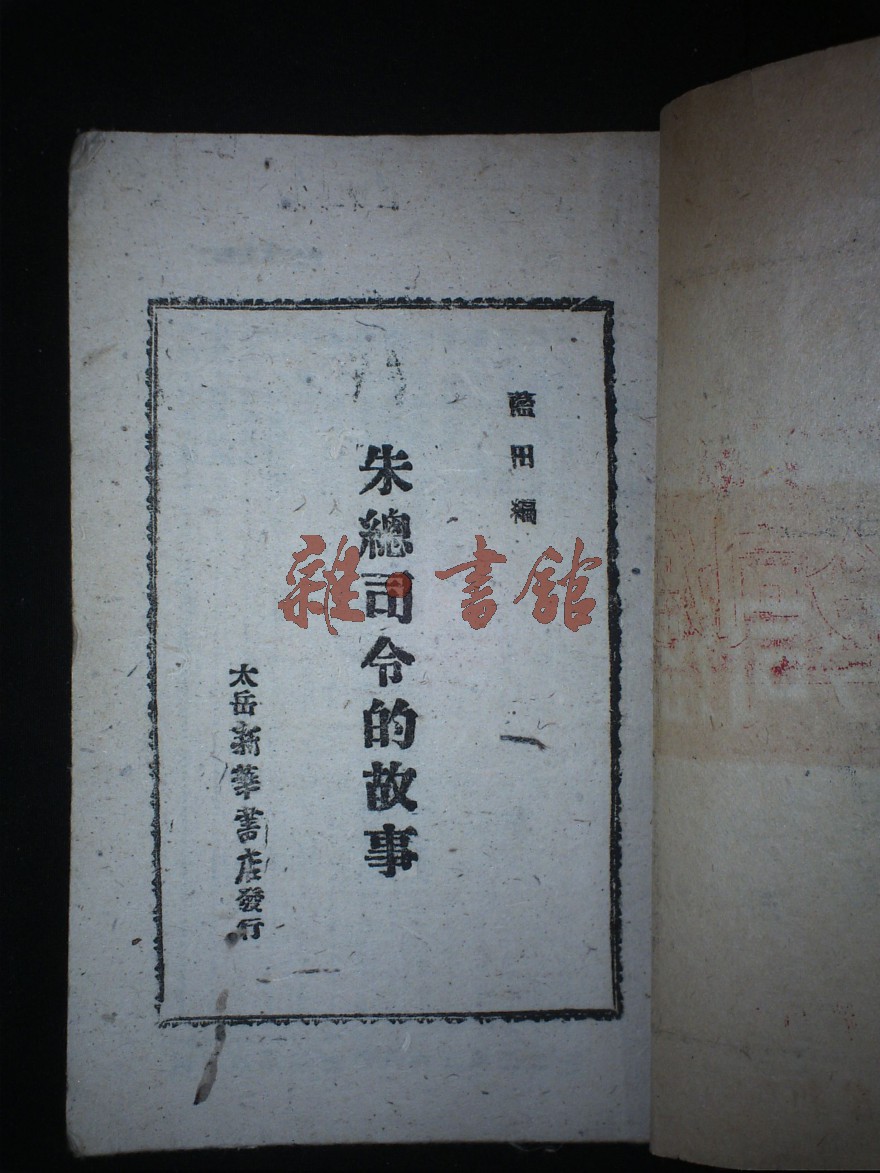 蔭田編
朱總司令的故事
太岳新華書店發行
雜·書館